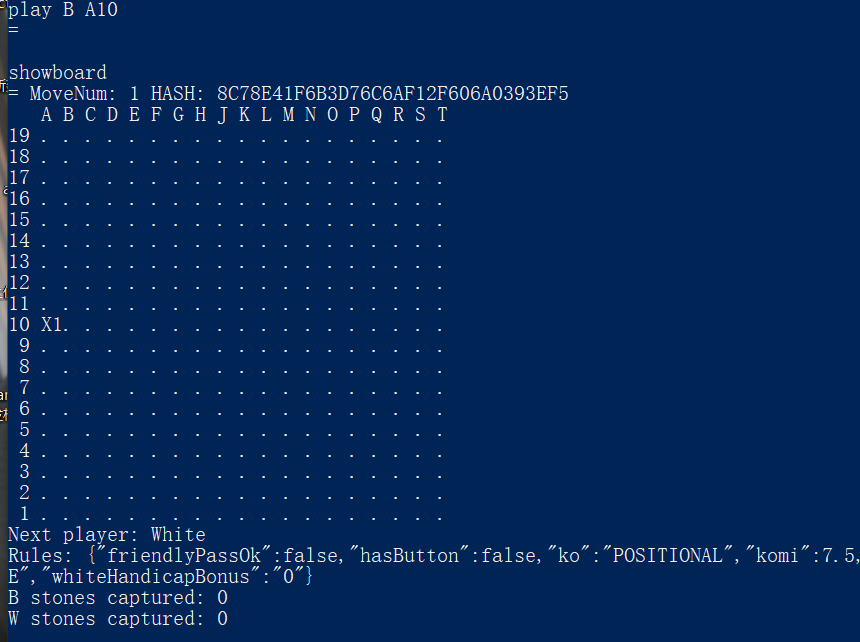 play B A10
=
showboard
= MoveNum: 1 HASH: 8C78E41F6B3D76C6AF12F606A0393EF5
A B C D E F G H J K L M N O P Q R S T
19 . . . . . . . . . . . . . . . . . . .
18 . . . . . . . . . . . . . . . . . . .
17 . . . . . . . . . . . . . . . . . . .
16 . . . . . . . . . . . . . . . . . . .
15 . . . . . . . . . . . . . . . . . . .
14 . . . . . . . . . . . . . . . . . . .
13 . . . . . . . . . . . . . . . . . . .
12 . . . . . . . . . . . . . . . . . . .
11 . . . . . . . . . . . . . . . . . . .
10 X1. . . . . . . . . . . . . . . . . .
9 . . . . . . . . . . . . . . . . . . .
8 . . . . . . . . . . . . . . . . . . .
7 . . . . . . . . . . . . . . . . . . .
6 . . . . . . . . . . . . . . . . . . .
5 . . . . . . . . . . . . . . . . . . .
4 . . . . . . . . . . . . . . . . . . .
3 . . . . . . . . . . . . . . . . . . .
2 . . . . . . . . . . . . . . . . . . .
1 . . . . . . . . . . . . . . . . . . .
Next player: White
Rules: {"friendlyPassOk":false,"hasButton":false,"ko":"POSITIONAL","komi":7.5,
E","whiteHandicapBonus":"0"}
B stones captured: 0
W stones captured: 0